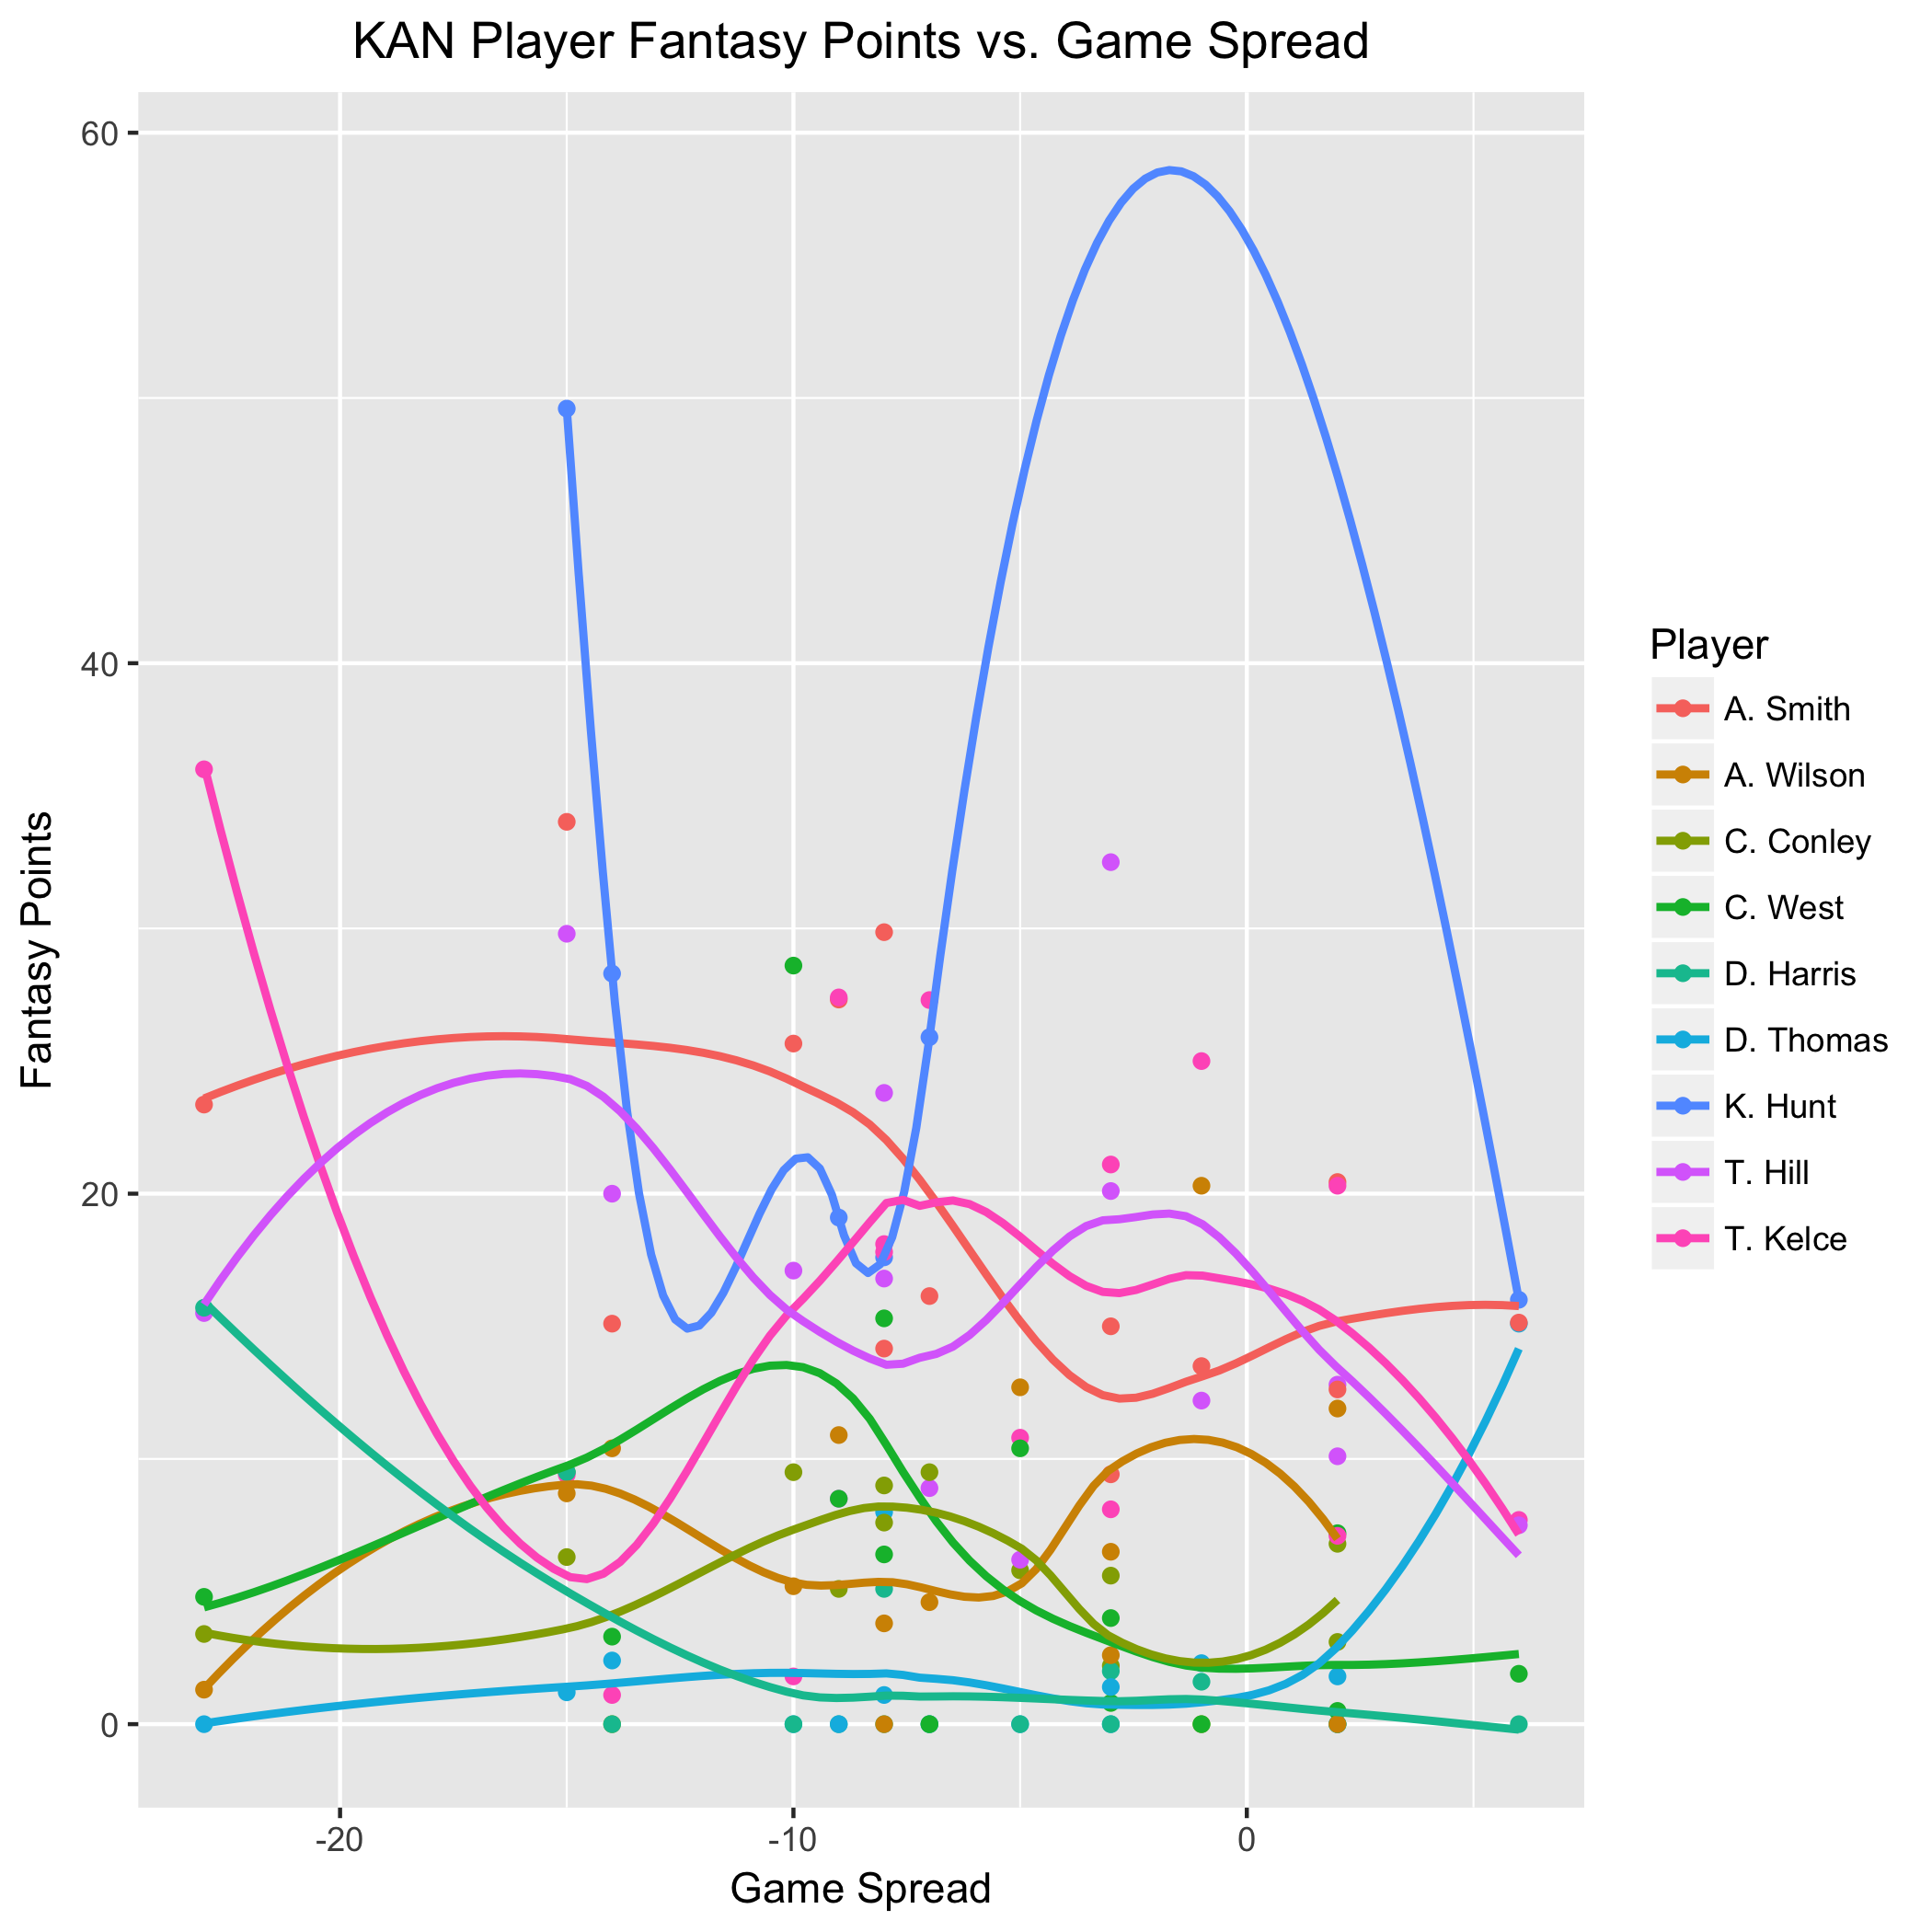 KAN Player Fantasy Points vs. Game Spread
60
40
20
0
Fantasy Points
-20
-10
0
Game Spread
Player
A. Smith
A. Wilson
C. Conley
C. West
D. Harris
D. Thomas
K. Hunt
T. Hill
T. Kelce